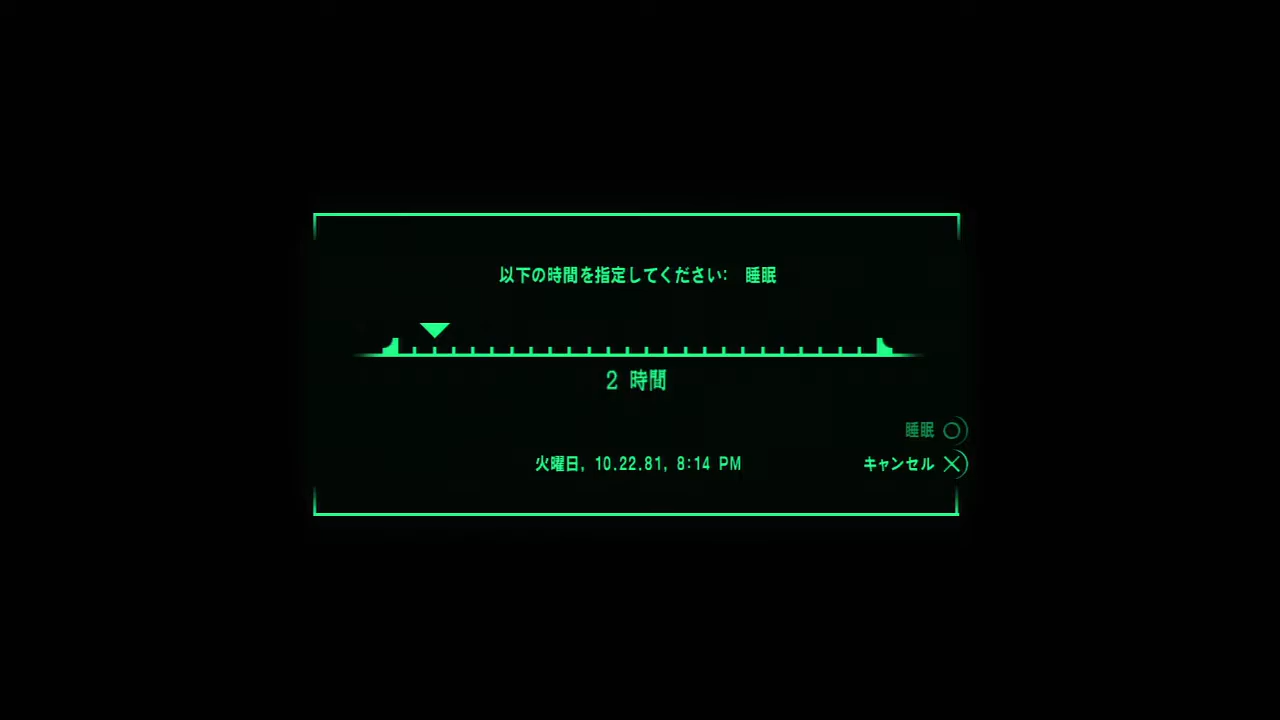 以下の時間を指定してください: 睡眠
2 時間
睡眠
火曜日, 10.22.81, 8:14 PM
キャンセル